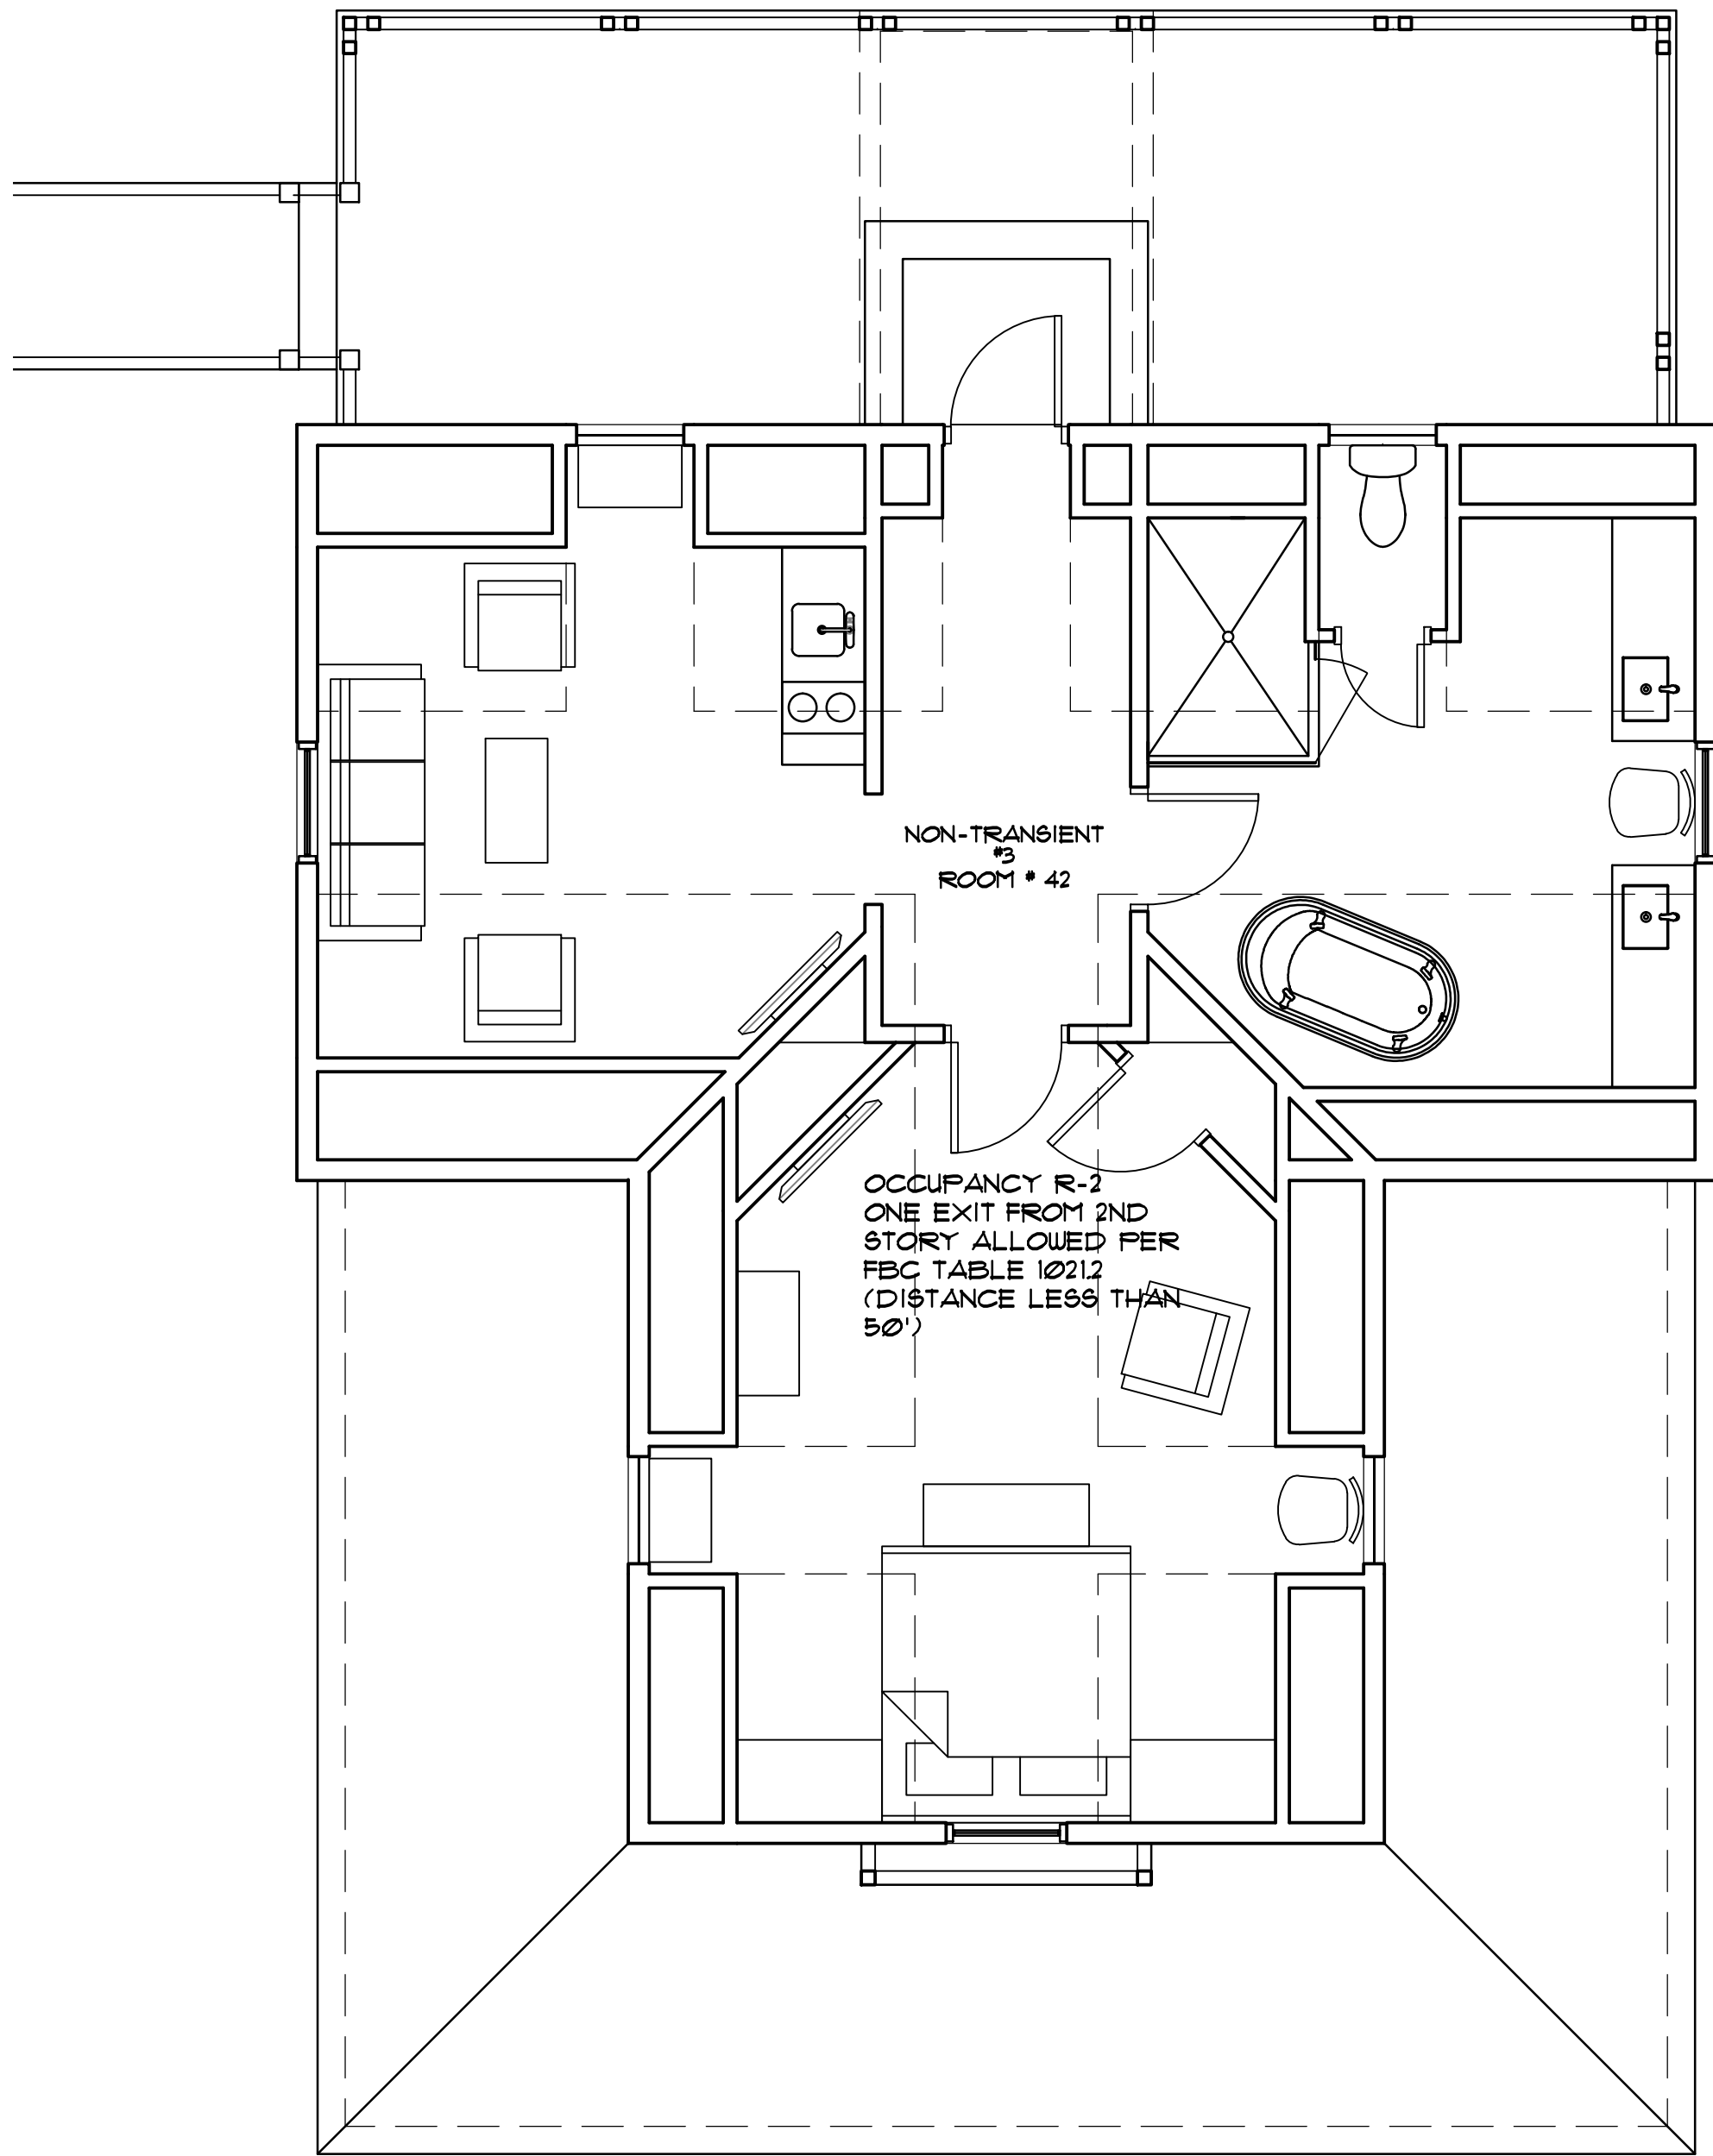 NON-TRANSIENT
#3
ROOM # 42
OCCUPANCY R-2
ONE EXIT FROM 2ND
STORY ALLOWED PER
FBC TABLE 1021.2
(DISTANCE LESS THAN
50')